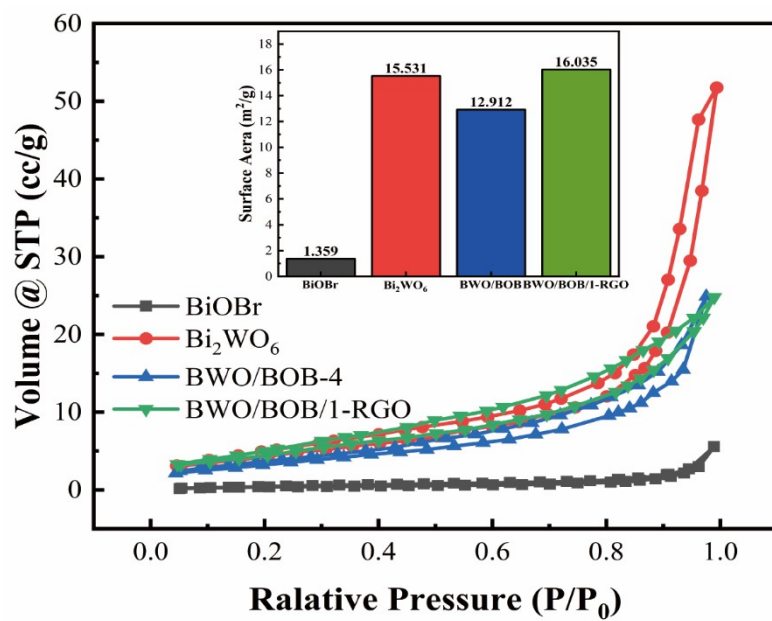 60
50
40
30
20
10
0
Volume @ STP (cc/g)
0.0 0.2 0.4 0.6 0.8 1.0
Ralative Pressure (P/P0)
BiOBr
Bi2WO6
BWO/BOB-4
BWO/BOB/1-RGO
18
16
14
12
10
8
6
4
2
0
Surface Aera (m²/g)
1.359
15.531
12.912
16.035
BiOBr Bi2WO6 BWO/BOB BWO/BOB/1-RGO